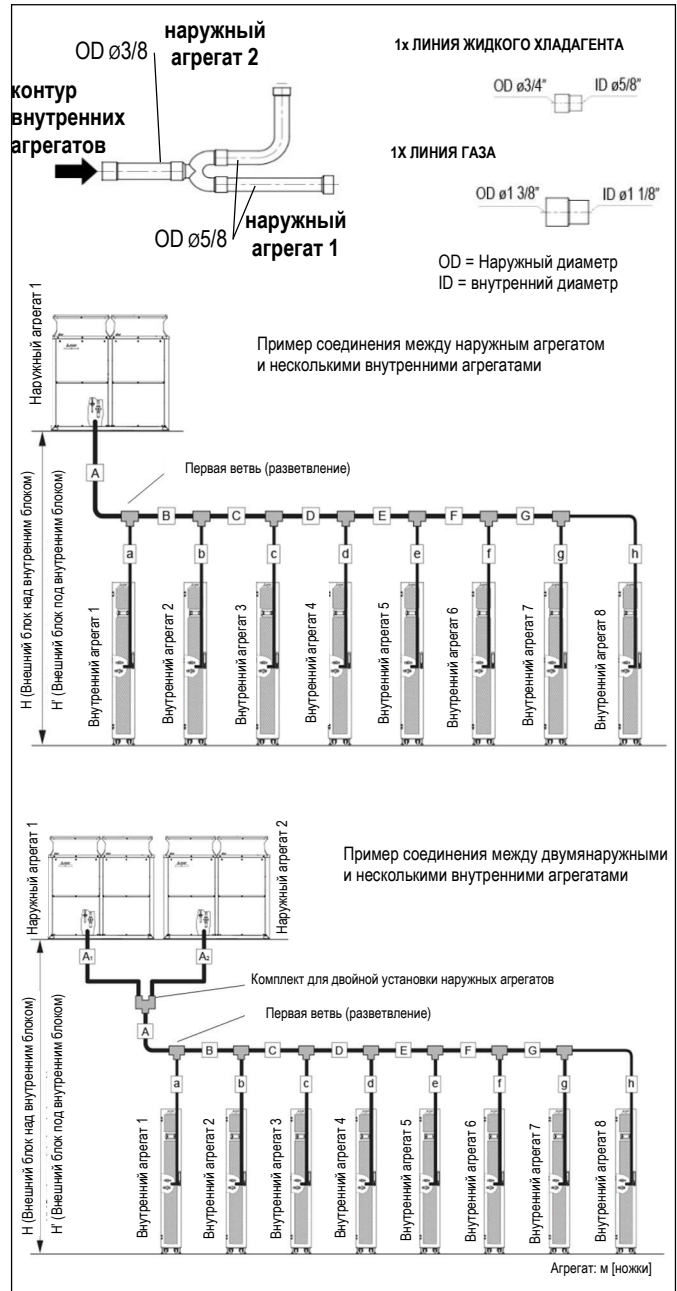 наружный
агрегат 2
OD ø3/8
контур
внутренних
агрегатов
OD ø5/8
наружный
агрегат 1
1x ЛИНИЯ ЖИДКОГО ХЛАДАГЕНТА
OD ø3/4" ID ø5/8"
1X ЛИНИЯ ГАЗА
OD ø1 3/8" ID ø1 1/8"
OD = Наружный диаметр
ID = внутренний диаметр
Наружный агрегат 1
Пример соединения между наружным агрегатом
и несколькими внутренними агрегатами
H (Внешний блок над внутренним блоком)
H' (Внешний блок под внутренним блоком)
A
Первая ветвь (разветвление)
B C D E F G
a b c d e f g h
Внутренний агрегат 1
Внутренний агрегат 2
Внутренний агрегат 3
Внутренний агрегат 4
Внутренний агрегат 5
Внутренний агрегат 6
Внутренний агрегат 7
Внутренний агрегат 8
Наружный агрегат 1
Наружный агрегат 2
Пример соединения между двумянаружными
и несколькими внутренними агрегатами
A1 A2
Комплект для двойной установки наружных агрегатов
H (Внешний блок над внутренним блоком)
H' (Внешний блок под внутренним блоком)
A
Первая ветвь (разветвление)
B C D E F G
a b c d e f g h
Внутренний агрегат 1
Внутренний агрегат 2
Внутренний агрегат 3
Внутренний агрегат 4
Внутренний агрегат 5
Внутренний агрегат 6
Внутренний агрегат 7
Внутренний агрегат 8
Агрегат: м [ножки]